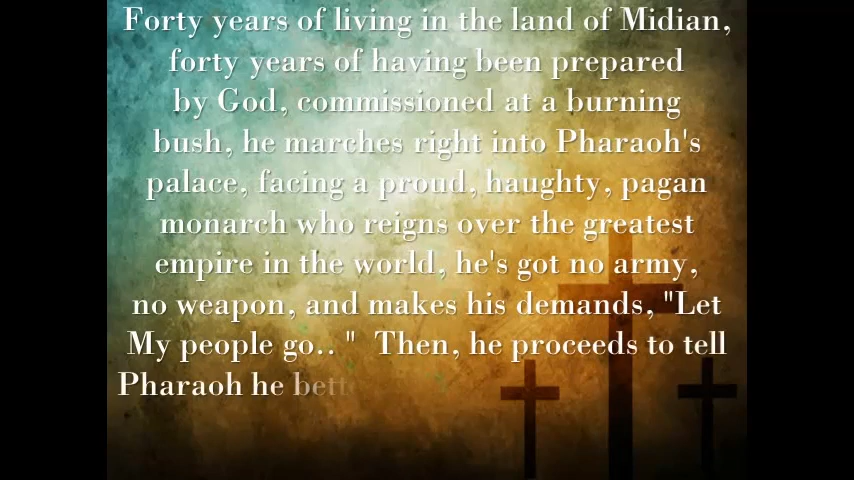 Forty years of living in the land of Midian,
forty years of having been prepared
by God, commissioned at a burning
bush, he marches right into Pharaoh's
palace, facing a proud, haughty, pagan
monarch who reigns over the greatest
empire in the world, he's got no army,
no weapon, and makes his demands, "Let
My people go.. "  Then, he proceeds to tell
Pharaoh he